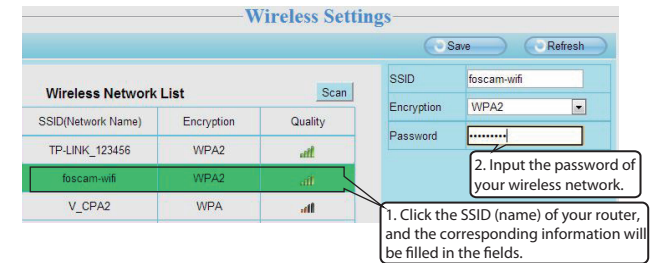 Wireless Settings
Save
Refresh
Wireless Network List
Scan
SSID(Network Name)
Encryption
Quality
TP-LINK_123456
WPA2
foscam-wifi
WPA2
V_CPA2
WPA
SSID
foscam-wifi
Encryption
WPA2
Password
•••••••••
2. Input the password of
your wireless network.
1. Click the SSID (name) of your router,
and the corresponding information will
be filled in the fields.